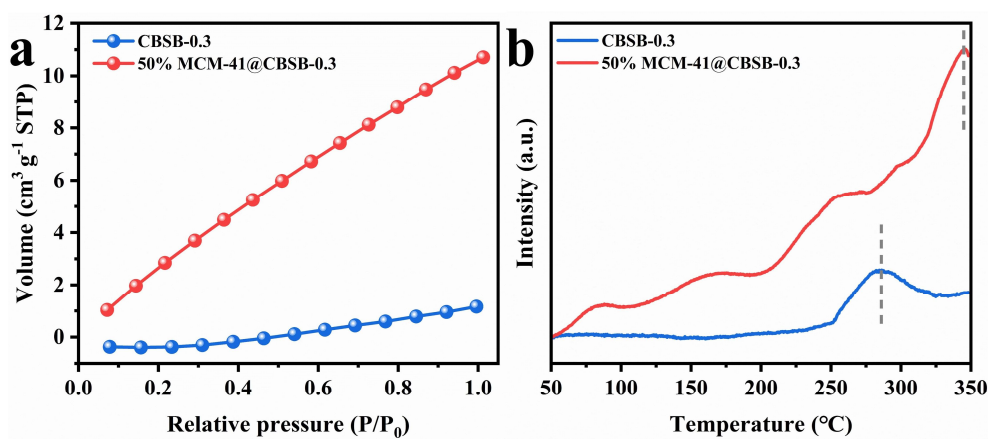 a
CBSB-0.3
50% MCM-41@CBSB-0.3
Volume (cm³ g⁻¹ STP)
12
10
8
6
4
2
0
0.0 0.2 0.4 0.6 0.8 1.0
Relative pressure (P/P₀)
b
CBSB-0.3
50% MCM-41@CBSB-0.3
Intensity (a.u.)
50 100 150 200 250 300 350
Temperature (℃)